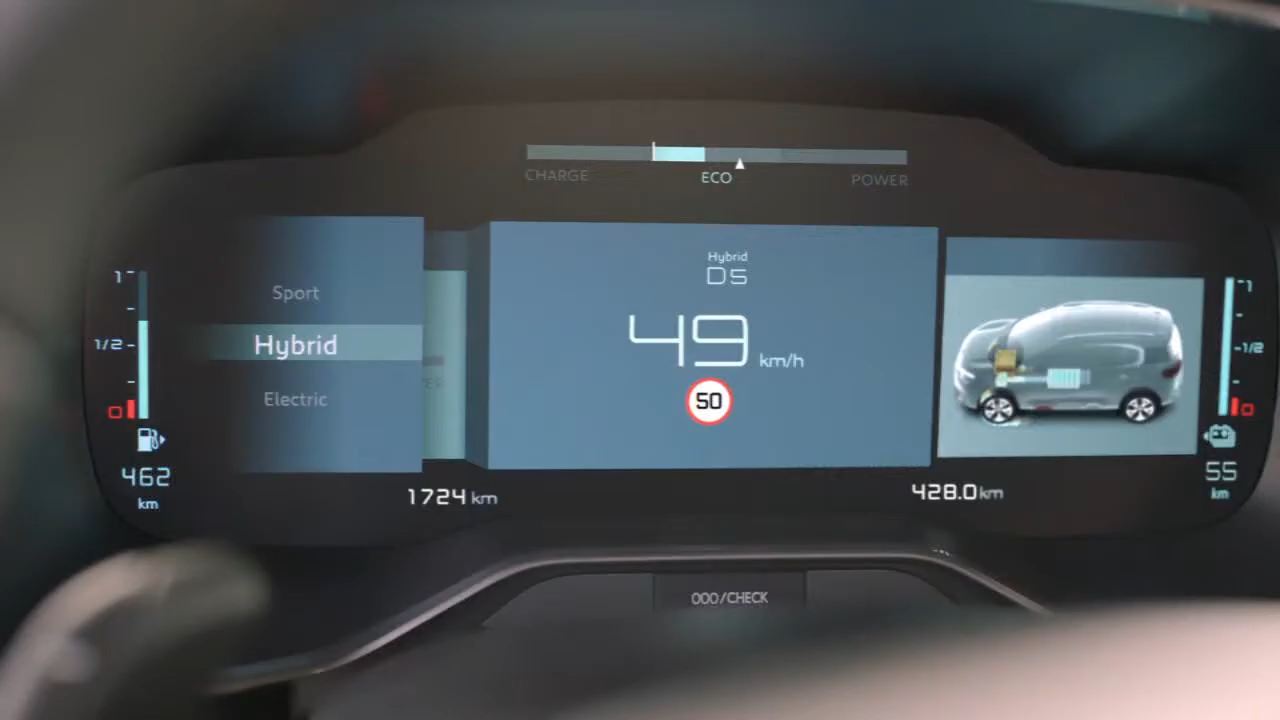 CHARGE
ECO
POWER
1
1/2
0
462
km
Sport
Hybrid
Electric
1724 km
Hybrid
D5
49 km/h
50
428.0 km
1
1/2
0
55
km
000/CHECK